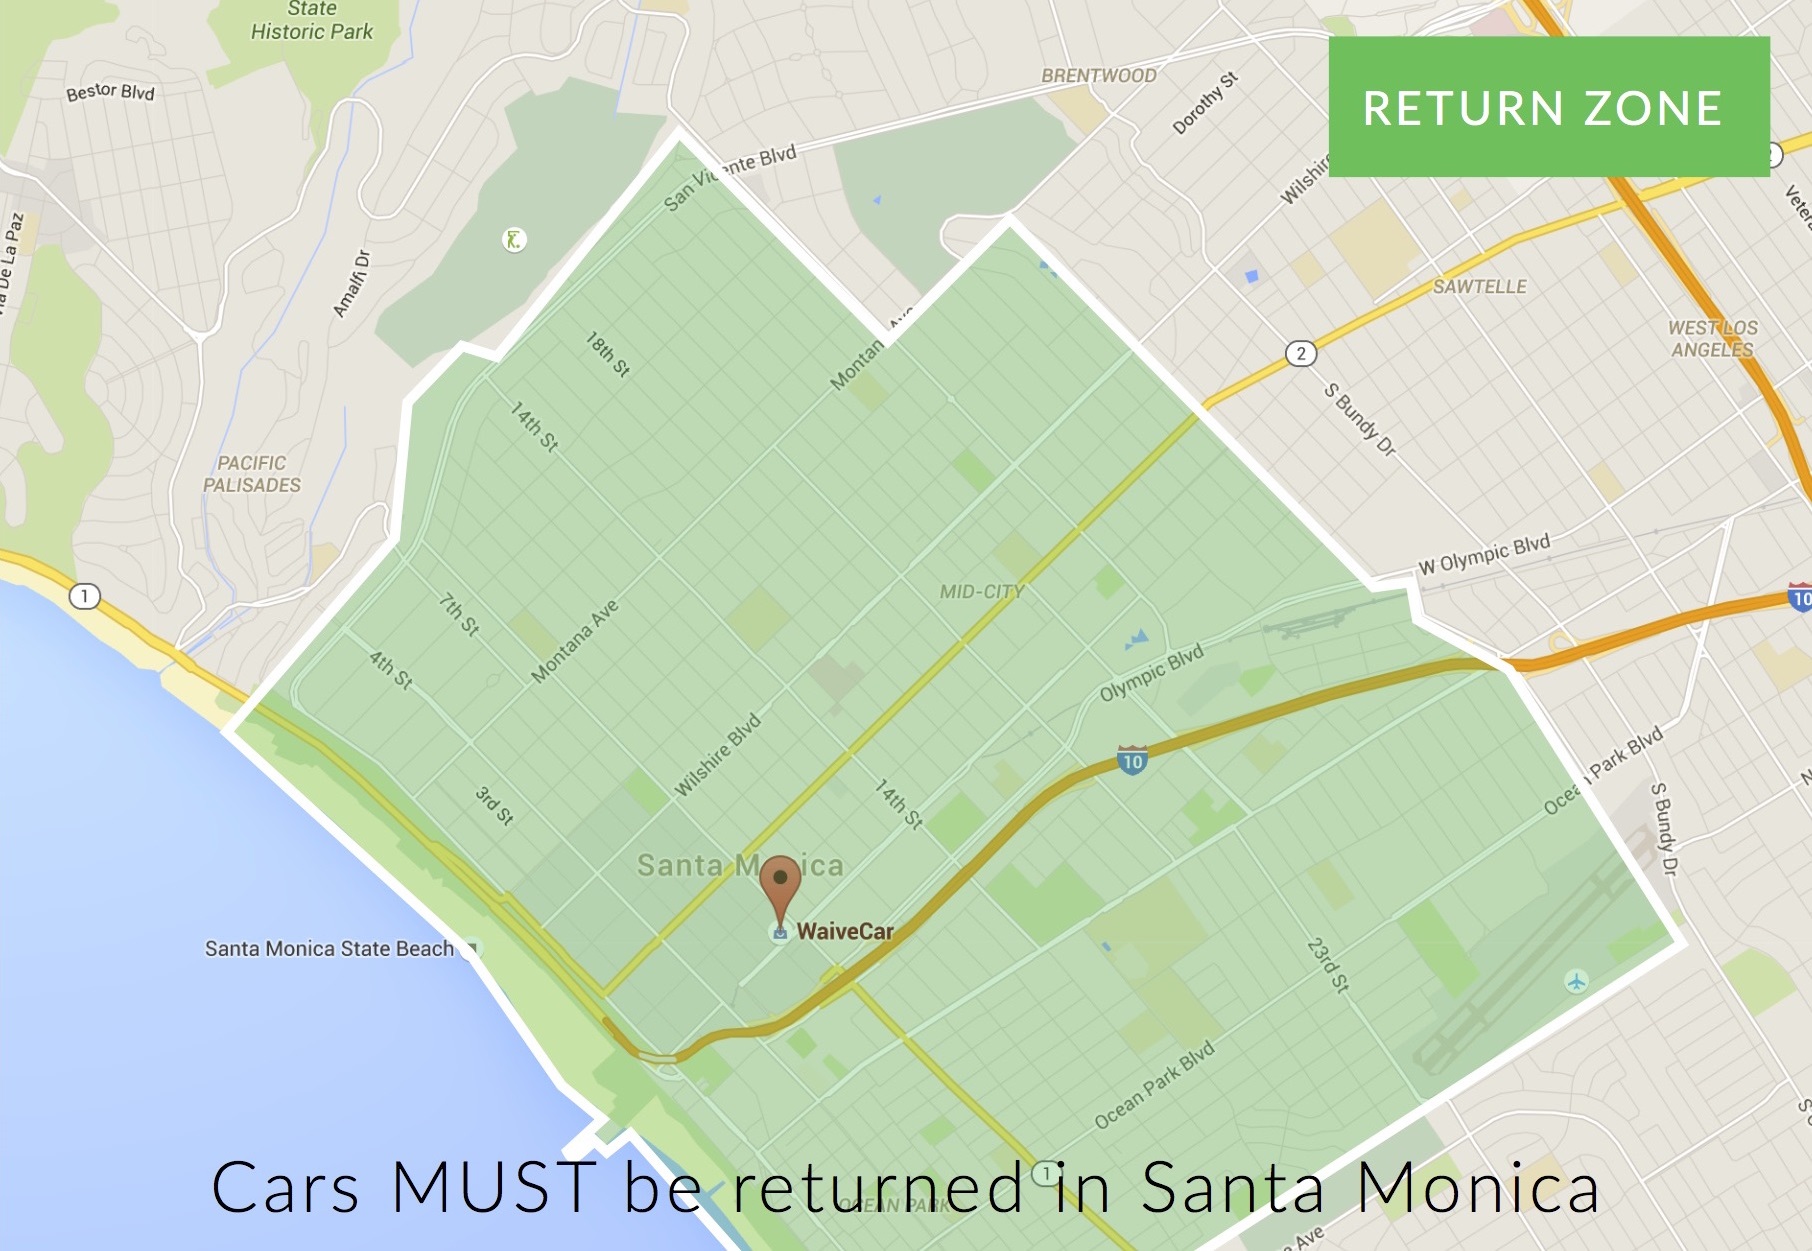 State
Historic Park
Bestor Blvd
BRENTWOOD
Dorothy St
RETURN ZONE
Wilshire
San Vicente Blvd
Amalfi Dr
De La Paz
SAWTELLE
WEST LOS
ANGELES
2
18th St
Montan
Ave
S Bundy Dr
14th St
PACIFIC
PALISADES
W Olympic Blvd
1
10
7th St
Montana Ave
MID-CITY
4th St
Olympic Blvd
Wilshire Blvd
10
3rd St
14th St
Ocean Park Blvd
S Bundy Dr
Santa Monica
WaiveCar
Santa Monica State Beach
23rd St
Ocean Park Blvd
1
Cars MUST be returned in Santa Monica
OCEAN PARK
Ave